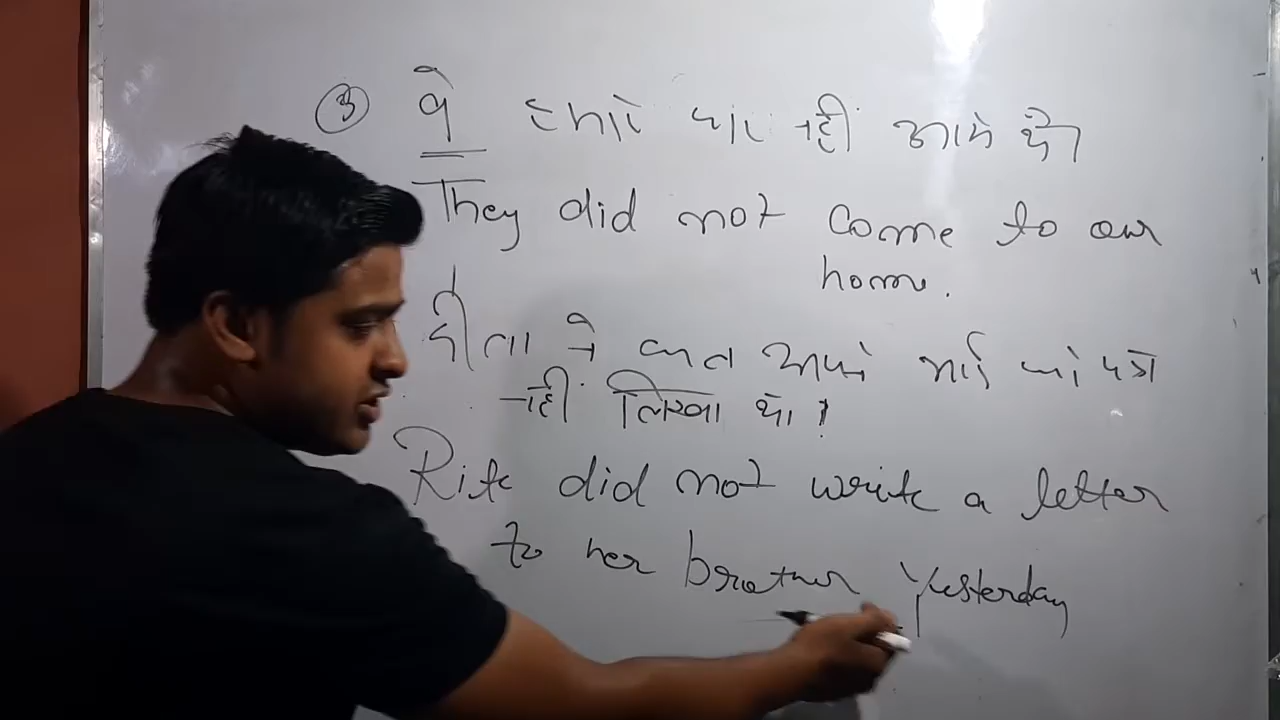 ③ वे हमारे घर नहीं आये थे।
They did not come to our
home.
रीता ने कल अपने भाई को पत्र
नहीं लिखा था।
Rita did not write a letter
to her brother yesterday